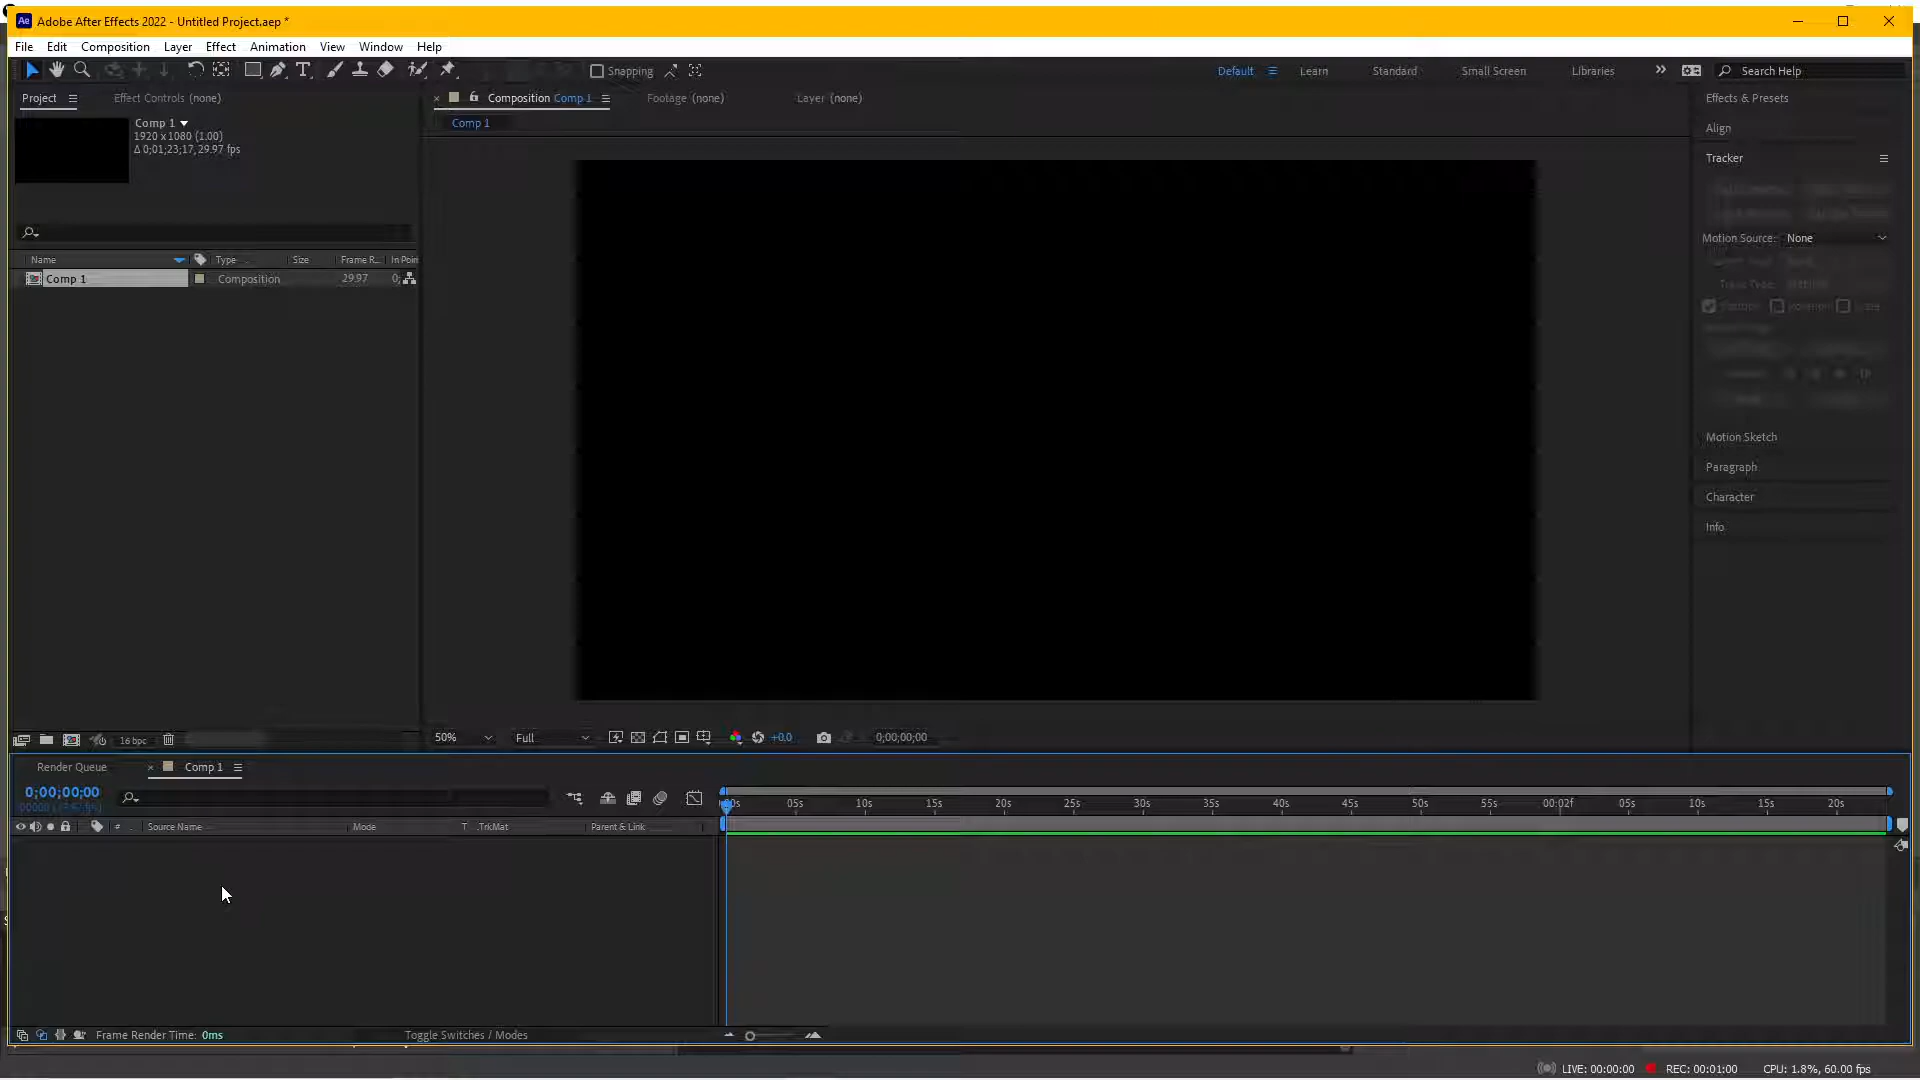 Adobe After Effects 2022 - Untitled Project.aep *
File Edit Composition Layer Effect Animation View Window Help
Snapping Default Learn Standard Small Screen Libraries Search Help
Project Effect Controls (none) Composition Comp 1 Footage (none) Layer (none) Effects & Presets
Comp 1
1920 x 1080 (1.00)
Δ 0;01;23;17, 29.97 fps
Comp 1
Align
Tracker
Motion Source: None
Name Type Size Frame R... In Poin
Comp 1 Composition 29.97 0;
Motion Sketch
Paragraph
Character
Info
16 bpc
50% Full +0.0 0;00;00;00
Render Queue Comp 1
0;00;00;00
05s 10s 15s 20s 25s 30s 35s 40s 45s 50s 55s 00:02f 05s 10s 15s 20s
# Source Name Mode T .TrkMat Parent & Link
Frame Render Time: 0ms Toggle Switches / Modes
LIVE: 00:00:00 REC: 00:01:00 CPU: 1.8%, 60.00 fps